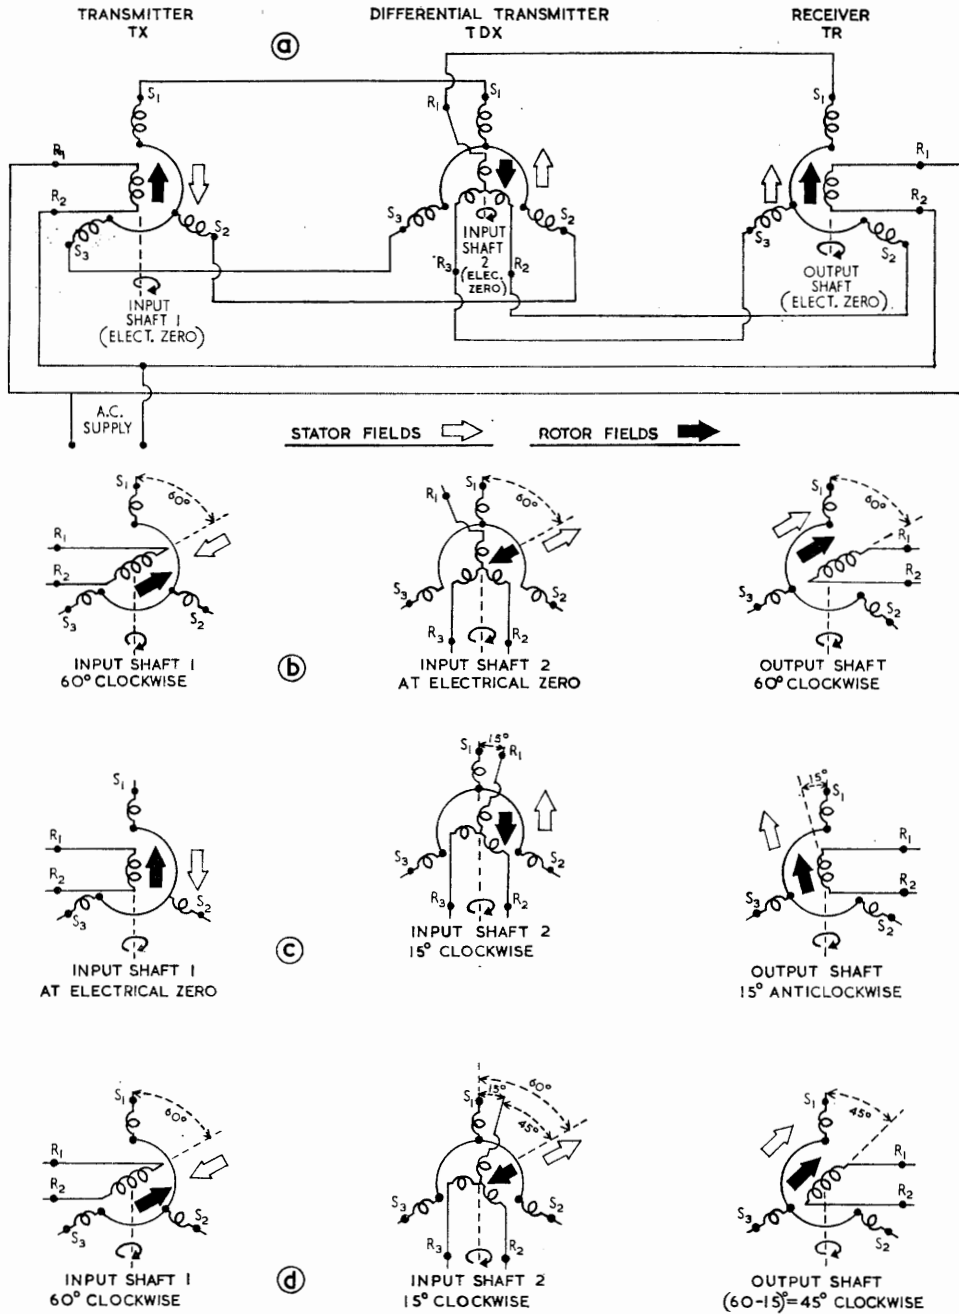 TRANSMITTER
TX
DIFFERENTIAL TRANSMITTER
TDX
RECEIVER
TR
a
S1
R1
S1
S1
R1
R2
S3
S2
S3
S2
R3
R2
R1
R2
S3
S2
INPUT
SHAFT 1
(ELECT. ZERO)
INPUT
SHAFT
2
(ELEC.
ZERO)
OUTPUT
SHAFT
(ELECT. ZERO)
A.C.
SUPPLY
STATOR FIELDS
ROTOR FIELDS
S1
60°
R1
R2
S3
S2
INPUT SHAFT 1
60° CLOCKWISE
b
R1
S1
60°
S3
S2
R3
R2
INPUT SHAFT 2
AT ELECTRICAL ZERO
S1
60°
R1
R2
S3
S2
OUTPUT SHAFT
60° CLOCKWISE
S1
R1
R2
S3
S2
INPUT SHAFT 1
AT ELECTRICAL ZERO
c
S1
15°
R1
S3
S2
R3
R2
INPUT SHAFT 2
15° CLOCKWISE
15°
S1
R1
R2
S3
S2
OUTPUT SHAFT
15° ANTICLOCKWISE
S1
60°
R1
R2
S3
S2
INPUT SHAFT 1
60° CLOCKWISE
d
S1
15°
60°
45°
S3
S2
R3
R2
INPUT SHAFT 2
15° CLOCKWISE
S1
45°
R1
R2
S3
S2
OUTPUT SHAFT
(60-15)°=45° CLOCKWISE